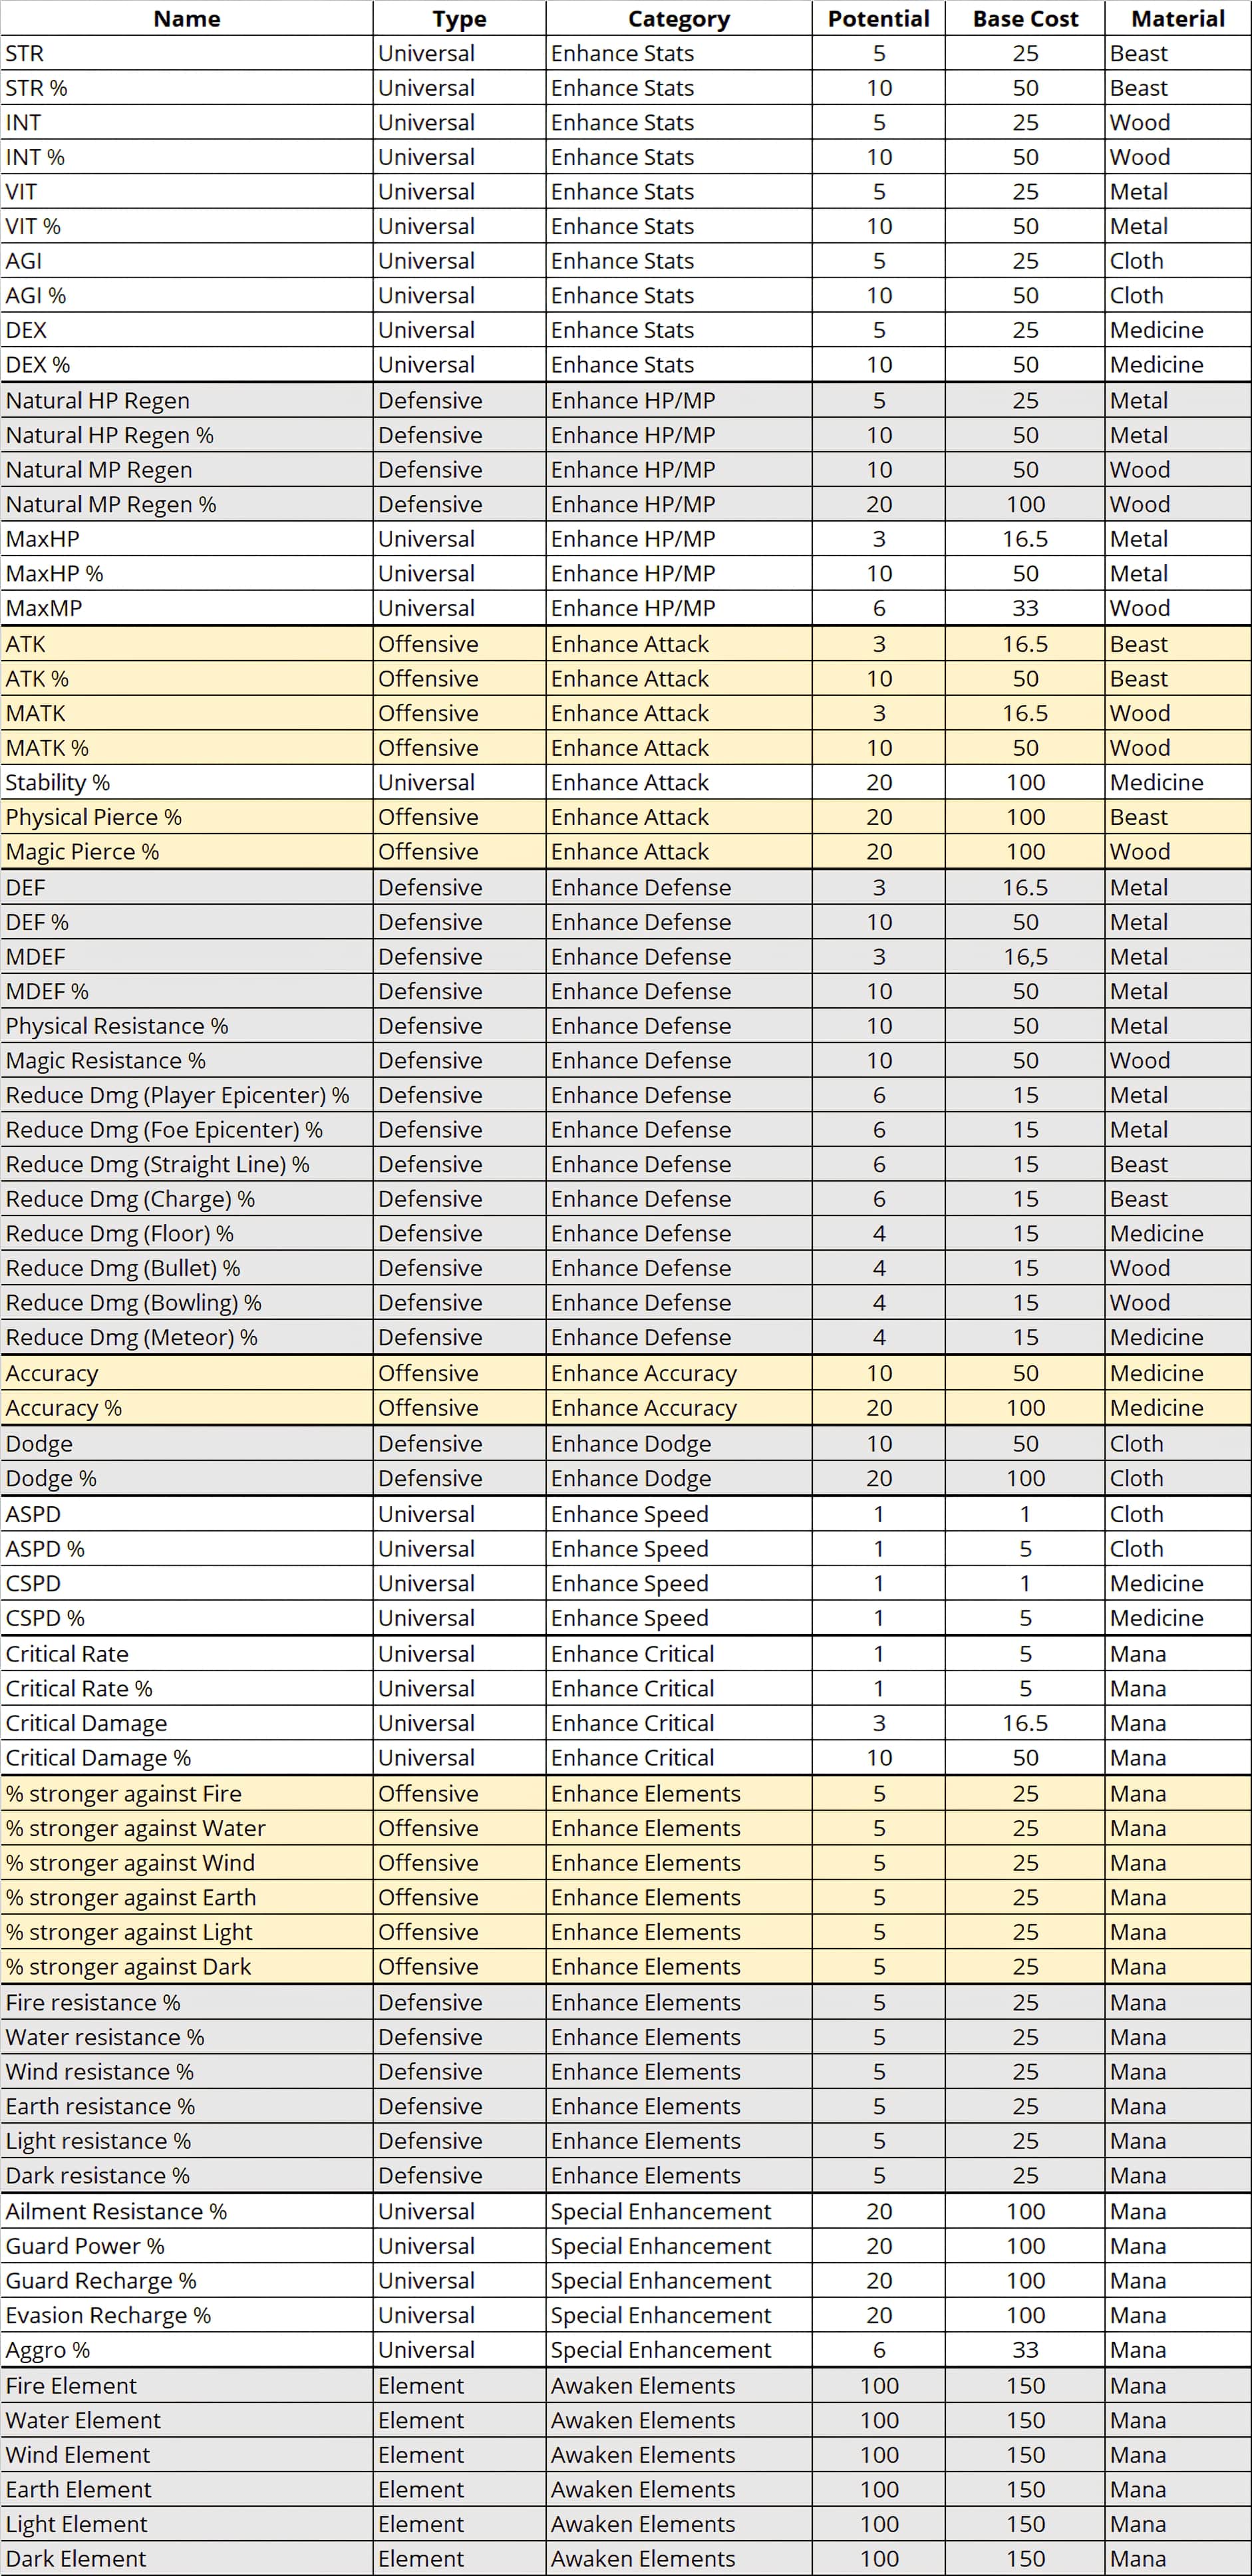 Name Type Category Potential Base Cost Material
STR Universal Enhance Stats 5 25 Beast
STR % Universal Enhance Stats 10 50 Beast
INT Universal Enhance Stats 5 25 Wood
INT % Universal Enhance Stats 10 50 Wood
VIT Universal Enhance Stats 5 25 Metal
VIT % Universal Enhance Stats 10 50 Metal
AGI Universal Enhance Stats 5 25 Cloth
AGI % Universal Enhance Stats 10 50 Cloth
DEX Universal Enhance Stats 5 25 Medicine
DEX % Universal Enhance Stats 10 50 Medicine
Natural HP Regen Defensive Enhance HP/MP 5 25 Metal
Natural HP Regen % Defensive Enhance HP/MP 10 50 Metal
Natural MP Regen Defensive Enhance HP/MP 10 50 Wood
Natural MP Regen % Defensive Enhance HP/MP 20 100 Wood
MaxHP Universal Enhance HP/MP 3 16.5 Metal
MaxHP % Universal Enhance HP/MP 10 50 Metal
MaxMP Universal Enhance HP/MP 6 33 Wood
ATK Offensive Enhance Attack 3 16.5 Beast
ATK % Offensive Enhance Attack 10 50 Beast
MATK Offensive Enhance Attack 3 16.5 Wood
MATK % Offensive Enhance Attack 10 50 Wood
Stability % Universal Enhance Attack 20 100 Medicine
Physical Pierce % Offensive Enhance Attack 20 100 Beast
Magic Pierce % Offensive Enhance Attack 20 100 Wood
DEF Defensive Enhance Defense 3 16.5 Metal
DEF % Defensive Enhance Defense 10 50 Metal
MDEF Defensive Enhance Defense 3 16,5 Metal
MDEF % Defensive Enhance Defense 10 50 Metal
Physical Resistance % Defensive Enhance Defense 10 50 Metal
Magic Resistance % Defensive Enhance Defense 10 50 Wood
Reduce Dmg (Player Epicenter) % Defensive Enhance Defense 6 15 Metal
Reduce Dmg (Foe Epicenter) % Defensive Enhance Defense 6 15 Metal
Reduce Dmg (Straight Line) % Defensive Enhance Defense 6 15 Beast
Reduce Dmg (Charge) % Defensive Enhance Defense 6 15 Beast
Reduce Dmg (Floor) % Defensive Enhance Defense 4 15 Medicine
Reduce Dmg (Bullet) % Defensive Enhance Defense 4 15 Wood
Reduce Dmg (Bowling) % Defensive Enhance Defense 4 15 Wood
Reduce Dmg (Meteor) % Defensive Enhance Defense 4 15 Medicine
Accuracy Offensive Enhance Accuracy 10 50 Medicine
Accuracy % Offensive Enhance Accuracy 20 100 Medicine
Dodge Defensive Enhance Dodge 10 50 Cloth
Dodge % Defensive Enhance Dodge 20 100 Cloth
ASPD Universal Enhance Speed 1 1 Cloth
ASPD % Universal Enhance Speed 1 5 Cloth
CSPD Universal Enhance Speed 1 1 Medicine
CSPD % Universal Enhance Speed 1 5 Medicine
Critical Rate Universal Enhance Critical 1 5 Mana
Critical Rate % Universal Enhance Critical 1 5 Mana
Critical Damage Universal Enhance Critical 3 16.5 Mana
Critical Damage % Universal Enhance Critical 10 50 Mana
% stronger against Fire Offensive Enhance Elements 5 25 Mana
% stronger against Water Offensive Enhance Elements 5 25 Mana
% stronger against Wind Offensive Enhance Elements 5 25 Mana
% stronger against Earth Offensive Enhance Elements 5 25 Mana
% stronger against Light Offensive Enhance Elements 5 25 Mana
% stronger against Dark Offensive Enhance Elements 5 25 Mana
Fire resistance % Defensive Enhance Elements 5 25 Mana
Water resistance % Defensive Enhance Elements 5 25 Mana
Wind resistance % Defensive Enhance Elements 5 25 Mana
Earth resistance % Defensive Enhance Elements 5 25 Mana
Light resistance % Defensive Enhance Elements 5 25 Mana
Dark resistance % Defensive Enhance Elements 5 25 Mana
Ailment Resistance % Universal Special Enhancement 20 100 Mana
Guard Power % Universal Special Enhancement 20 100 Mana
Guard Recharge % Universal Special Enhancement 20 100 Mana
Evasion Recharge % Universal Special Enhancement 20 100 Mana
Aggro % Universal Special Enhancement 6 33 Mana
Fire Element Element Awaken Elements 100 150 Mana
Water Element Element Awaken Elements 100 150 Mana
Wind Element Element Awaken Elements 100 150 Mana
Earth Element Element Awaken Elements 100 150 Mana
Light Element Element Awaken Elements 100 150 Mana
Dark Element Element Awaken Elements 100 150 Mana